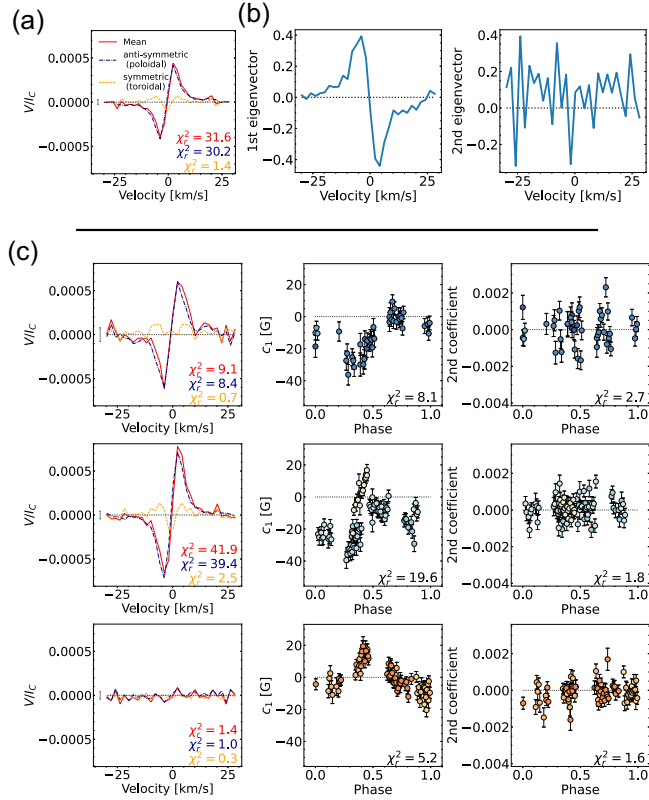 (a)
Mean
anti-symmetric
(poloidal)
symmetric
(toroidal)
0.0005
0.0000
−0.0005
V/I_C
χ²_r = 31.6
χ²_r = 30.2
χ²_r = 1.4
−25 0 25
Velocity [km/s]
(b)
0.4
0.2
0.0
−0.2
−0.4
1st eigenvector
−25 0 25
Velocity [km/s]
0.4
0.2
0.0
0.2
2nd eigenvector
−25 0 25
Velocity [km/s]
(c)
0.0005
0.0000
−0.0005
V/I_C
χ²_r = 9.1
χ²_r = 8.4
χ²_r = 0.7
−25 0 25
Velocity [km/s]
20
0
−20
−40
c₁ [G]
χ²_r = 8.1
0.0 0.5 1.0
Phase
0.002
0.000
−0.002
−0.004
2nd coefficient
χ²_r = 2.7
0.0 0.5 1.0
Phase
0.0005
0.0000
−0.0005
V/I_C
χ²_r = 41.9
χ²_r = 39.4
χ²_r = 2.5
−25 0 25
Velocity [km/s]
20
0
−20
−40
c₁ [G]
χ²_r = 19.6
0.0 0.5 1.0
Phase
0.002
0.000
−0.002
−0.004
2nd coefficient
χ²_r = 1.8
0.0 0.5 1.0
Phase
0.0005
0.0000
−0.0005
V/I_C
χ²_r = 1.4
χ²_r = 1.0
χ²_r = 0.3
−25 0 25
Velocity [km/s]
20
0
−20
−40
c₁ [G]
χ²_r = 5.2
0.0 0.5 1.0
Phase
0.002
0.000
−0.002
−0.004
2nd coefficient
χ²_r = 1.6
0.0 0.5 1.0
Phase